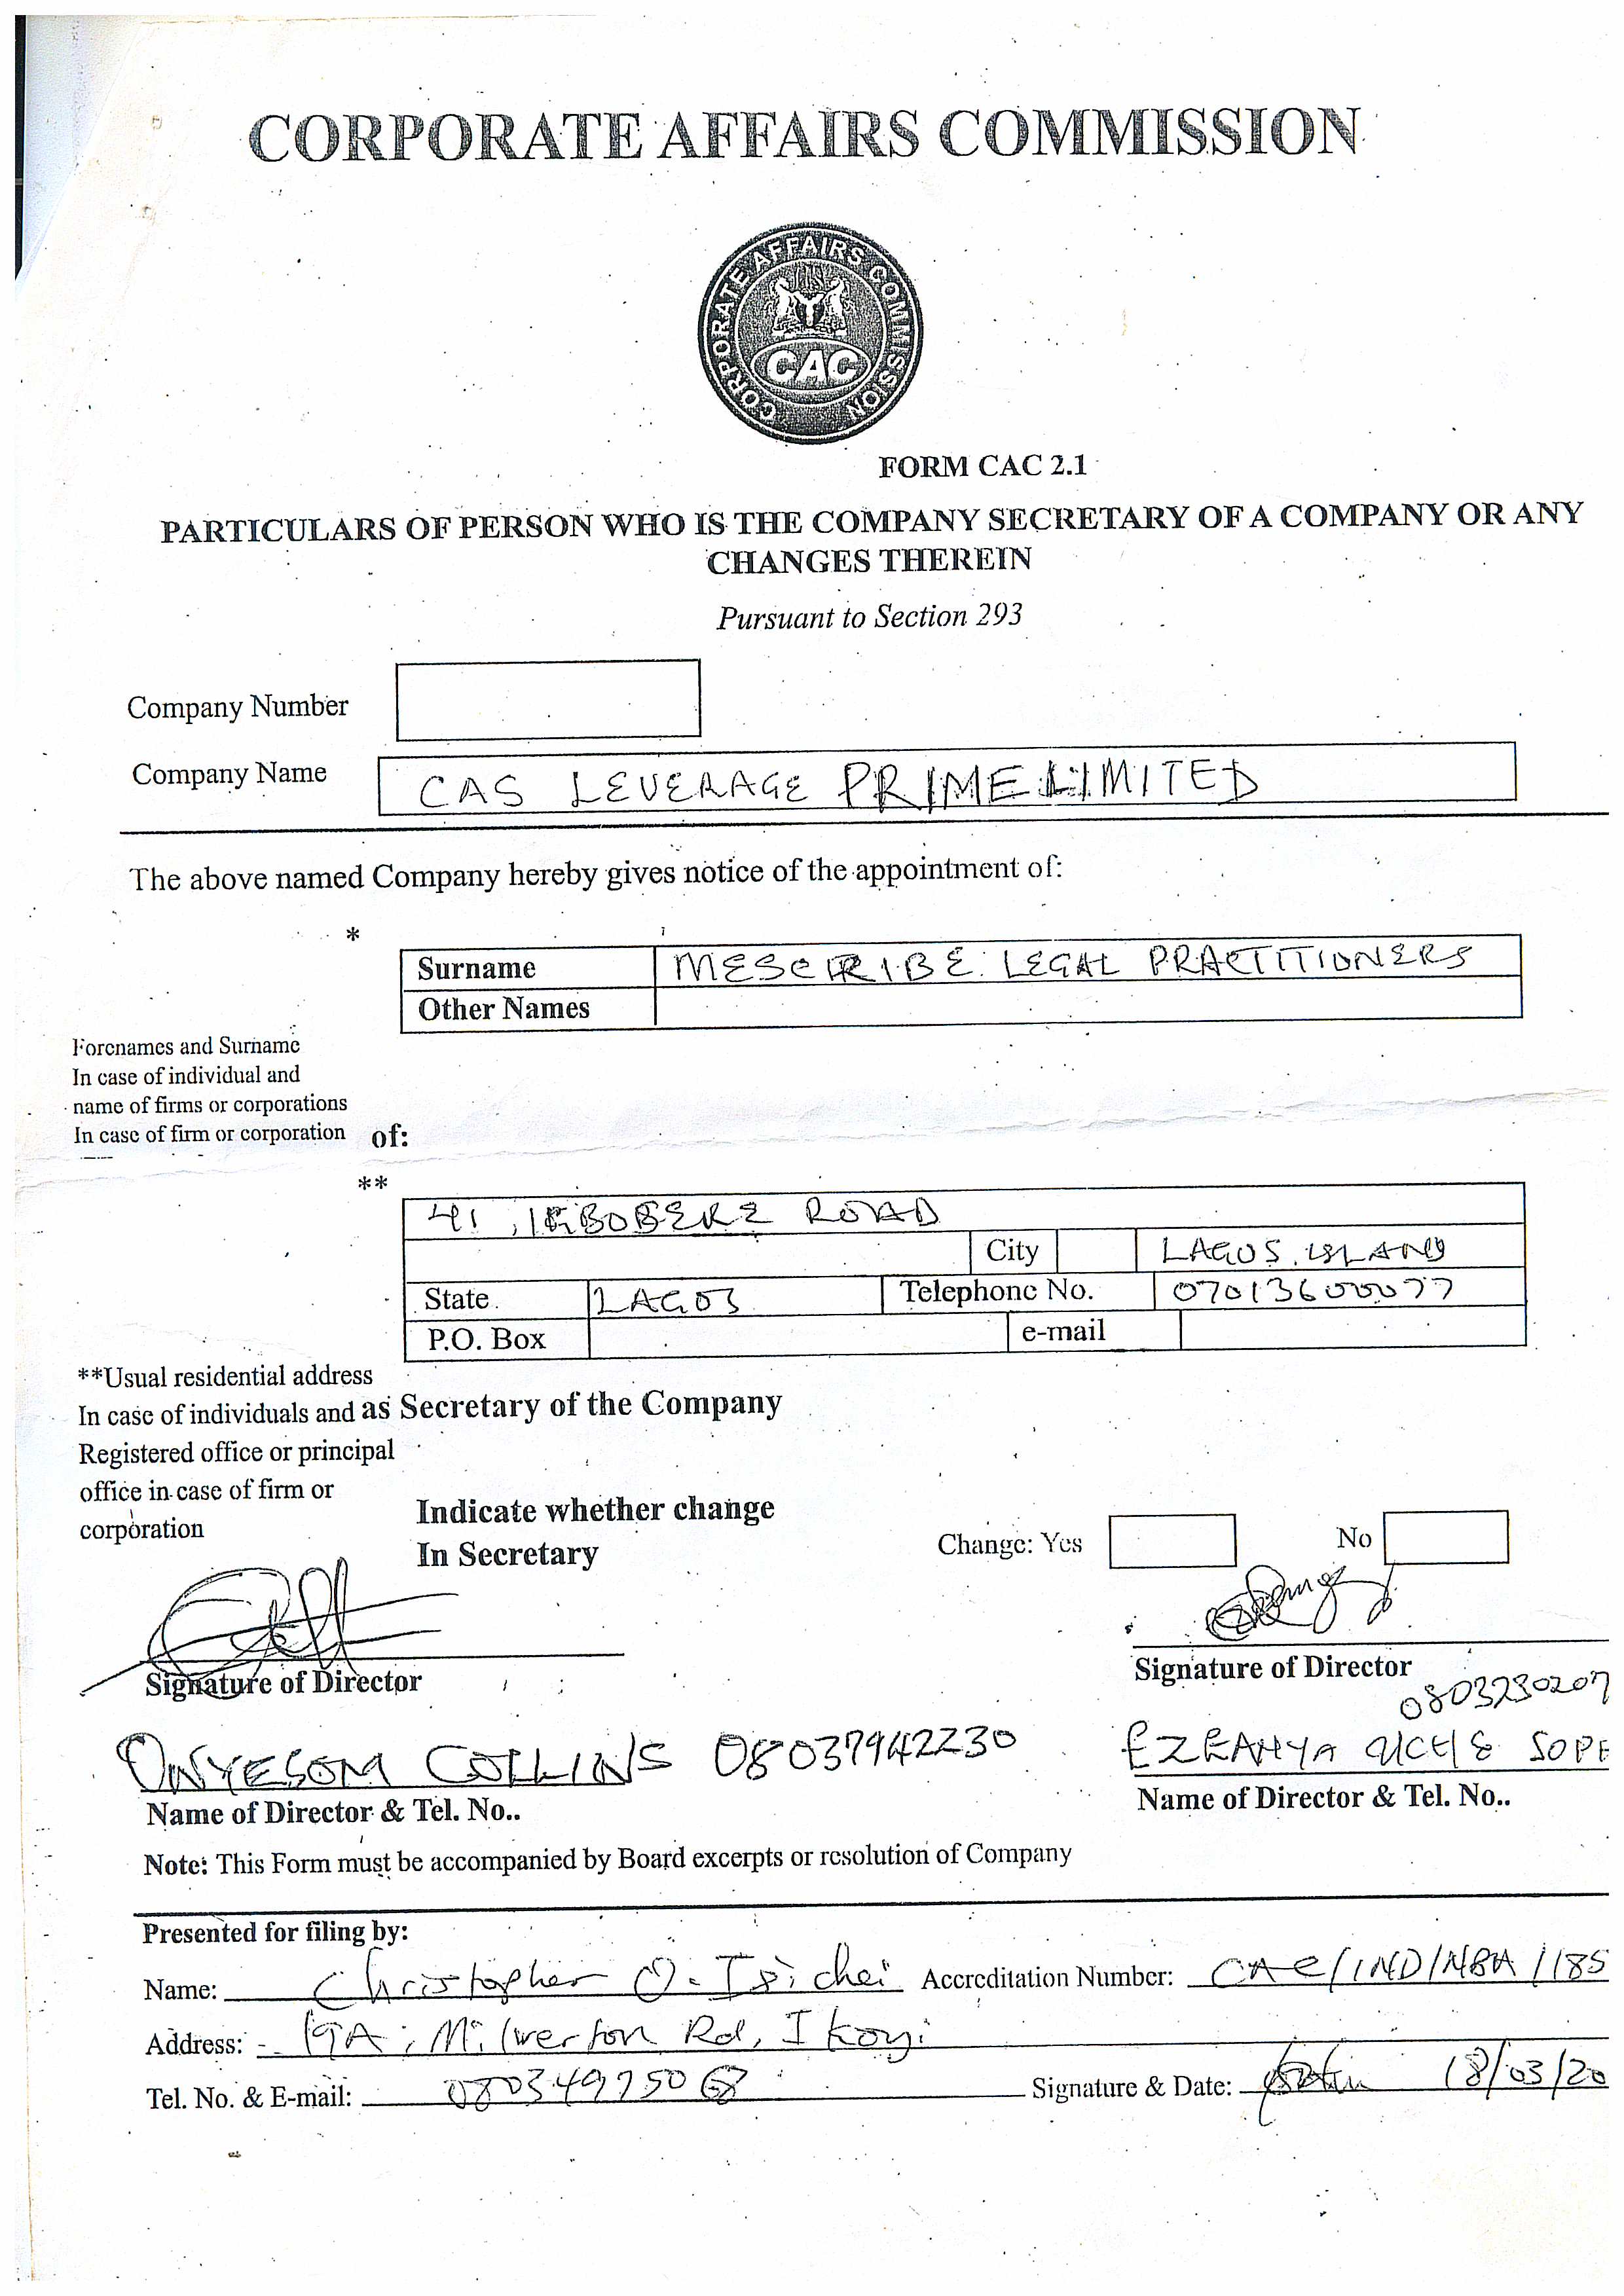 CORPORATE AFFAIRS COMMISSION
CORPORATE AFFAIRS COMMISSION
CAC
FORM CAC 2.1
PARTICULARS OF PERSON WHO IS THE COMPANY SECRETARY OF A COMPANY OR ANY
CHANGES THEREIN
Pursuant to Section 293
Company Number
Company Name CAS LEVERAGE PRIME LIMITED
The above named Company hereby gives notice of the appointment of:
*
Surname MESCRIBE LEGAL PRACTITIONERS
Other Names
Forenames and Surname
In case of individual and
name of firms or corporations
In case of firm or corporation of:
**
41, IGBOBERE ROAD
City LAGOS ISLAND
State LAGOS Telephone No. 07013600077
P.O. Box e-mail
**Usual residential address
In case of individuals and as Secretary of the Company
Registered office or principal
office in case of firm or
corporation
Indicate whether change
In Secretary
Change: Yes No
Signature of Director Signature of Director
0803230207
ONYESOM COLLINS 08037942230 EZEANYA UCHE SOPE
Name of Director & Tel. No.. Name of Director & Tel. No..
Note: This Form must be accompanied by Board excerpts or resolution of Company
Presented for filing by:
Name: Christopher O. Isichei Accreditation Number: CAC/IND/NBA/1185
Address: 19A, Milverton Rd, Ikoyi
Tel. No. & E-mail: 08034975068 Signature & Date: 18/03/20